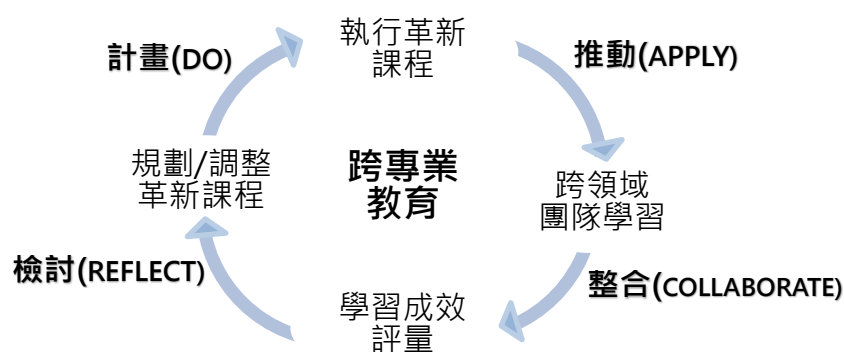 執行革新
課程
計畫(DO)
推動(APPLY)
規劃/調整
革新課程
跨專業
教育
跨領域
團隊學習
檢討(REFLECT)
整合(COLLABORATE)
學習成效
評量